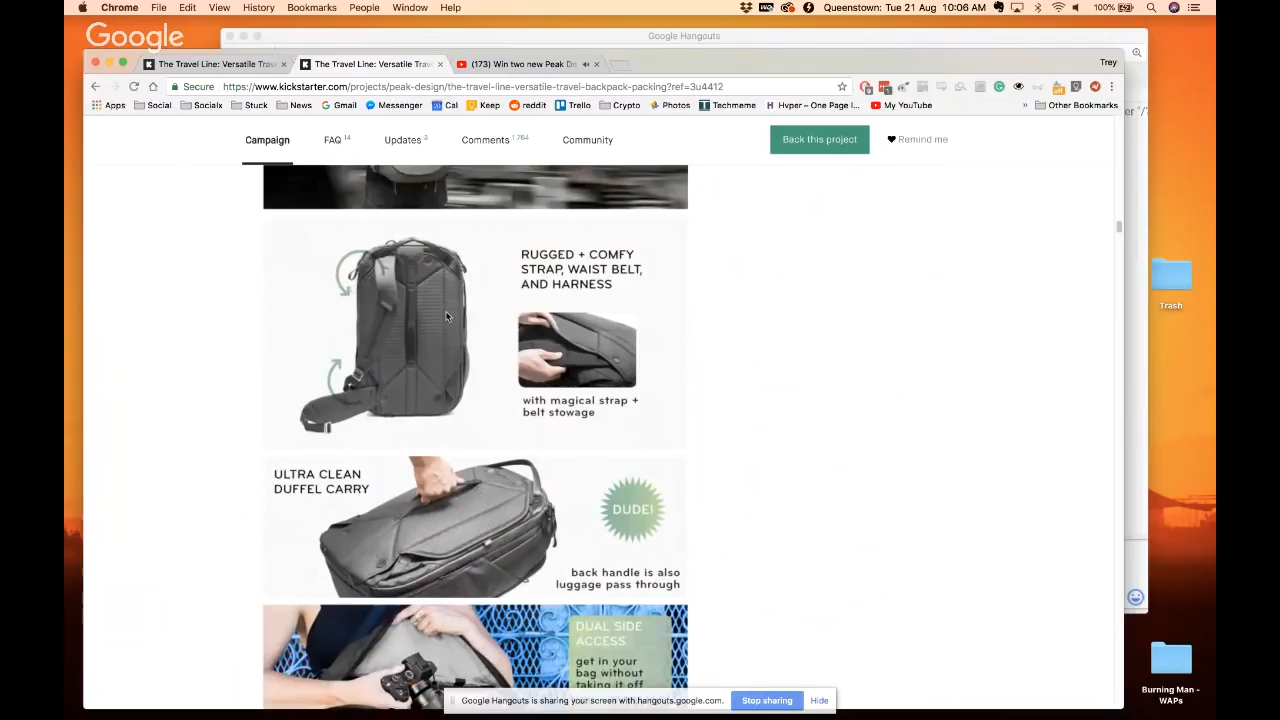 Chrome File Edit View History Bookmarks People Window Help Queenstown: Tue 21 Aug 10:06 AM 100%
Google
Google Hangouts
The Travel Line: Versatile Trave The Travel Line: Versatile Trave (173) Win two new Peak De Trey
Secure https://www.kickstarter.com/projects/peak-design/the-travel-line-versatile-travel-backpack-packing?ref=3u4412
Apps Social Socialx Stuck News Gmail Messenger Cal Keep reddit Trello Crypto Photos Techmeme Hyper – One Page I... My YouTube » Other Bookmarks
Campaign FAQ 14 Updates 3 Comments 1,764 Community Back this project Remind me
RUGGED + COMFY
STRAP, WAIST BELT,
AND HARNESS
with magical strap +
belt stowage
ULTRA CLEAN
DUFFEL CARRY
DUDE!
back handle is also
luggage pass through
DUAL SIDE
ACCESS
get in your
bag without
taking it off
Google Hangouts is sharing your screen with hangouts.google.com. Stop sharing Hide
Trash
Burning Man -
WAPs